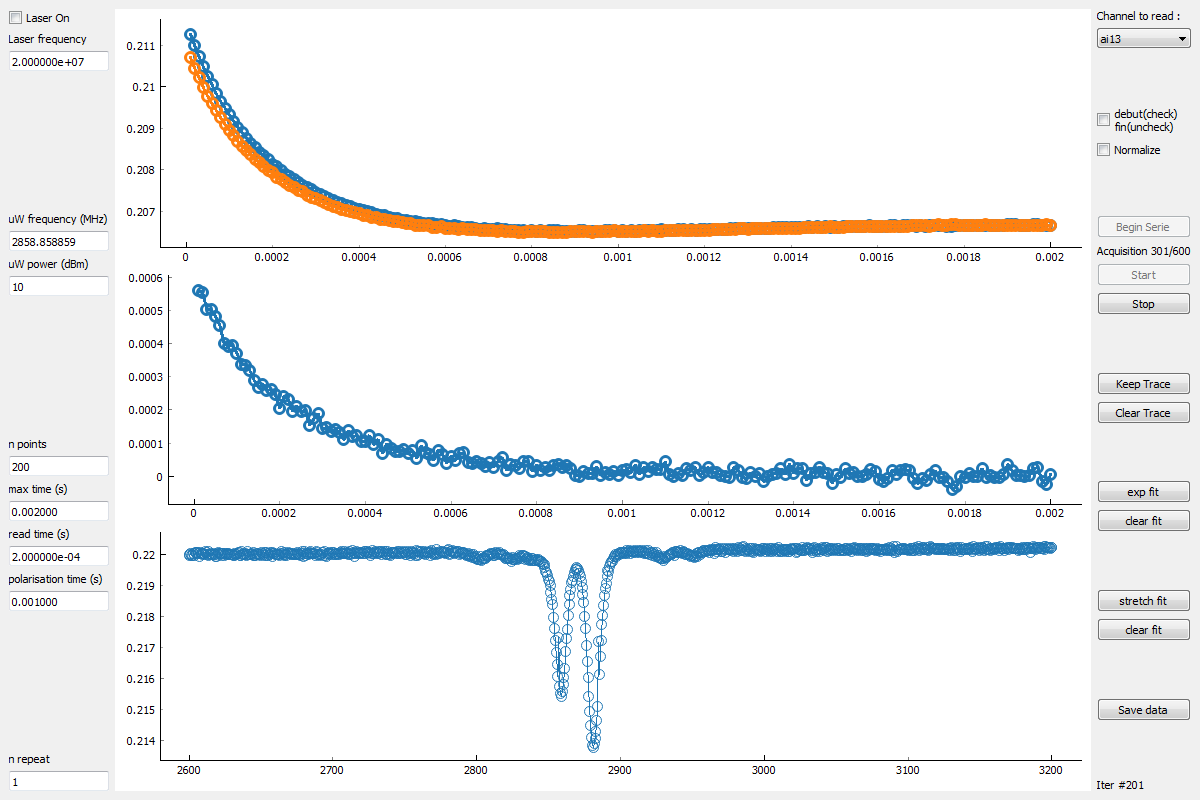 Laser On
Laser frequency
2.000000e+07
uW frequency (MHz)
2858.858859
uW power (dBm)
10
n points
200
max time (s)
0.002000
read time (s)
2.000000e-04
polarisation time (s)
0.001000
n repeat
1
0.211
0.21
0.209
0.208
0.207
0 0.0002 0.0004 0.0006 0.0008 0.001 0.0012 0.0014 0.0016 0.0018 0.002
0.0006
0.0005
0.0004
0.0003
0.0002
0.0001
0
0 0.0002 0.0004 0.0006 0.0008 0.001 0.0012 0.0014 0.0016 0.0018 0.002
0.22
0.219
0.218
0.217
0.216
0.215
0.214
2600 2700 2800 2900 3000 3100 3200
Channel to read :
ai13
debut(check)
fin(uncheck)
Normalize
Begin Serie
Acquisition 301/600
Start
Stop
Keep Trace
Clear Trace
exp fit
clear fit
stretch fit
clear fit
Save data
Iter #201